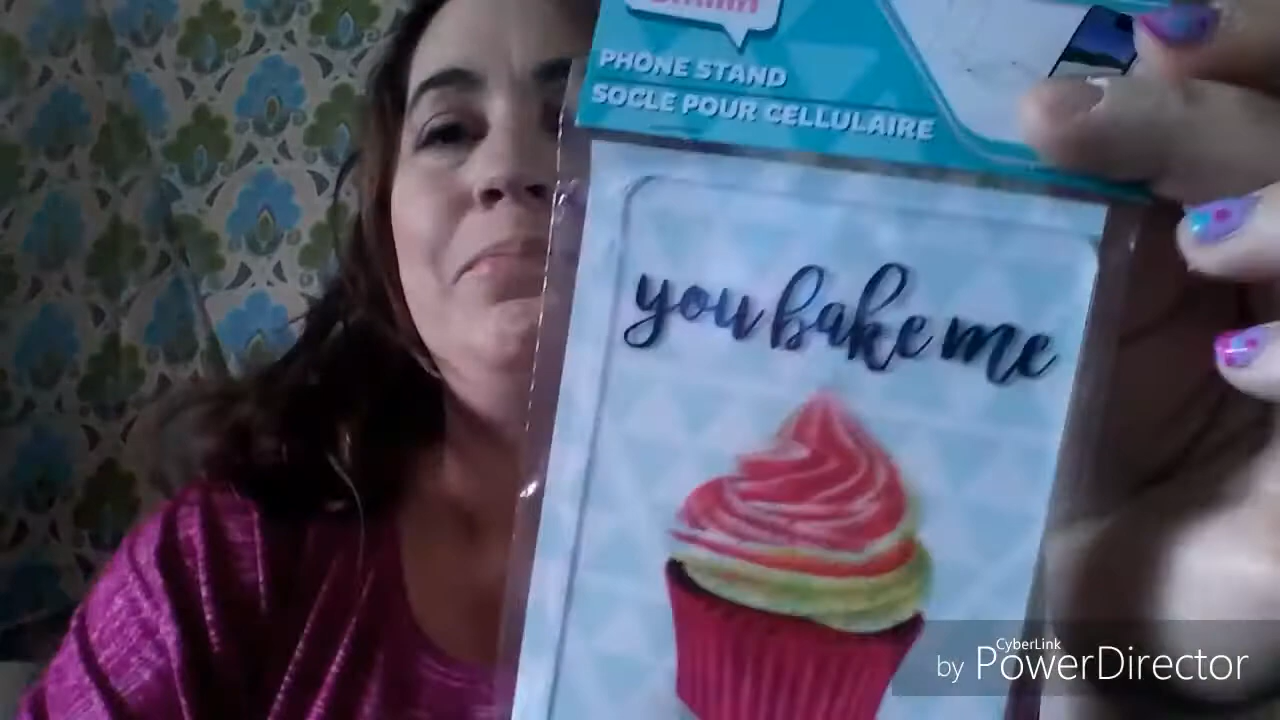 PHONE STAND
SOCLE POUR CELLULAIRE
you bake me
CyberLink
by PowerDirector